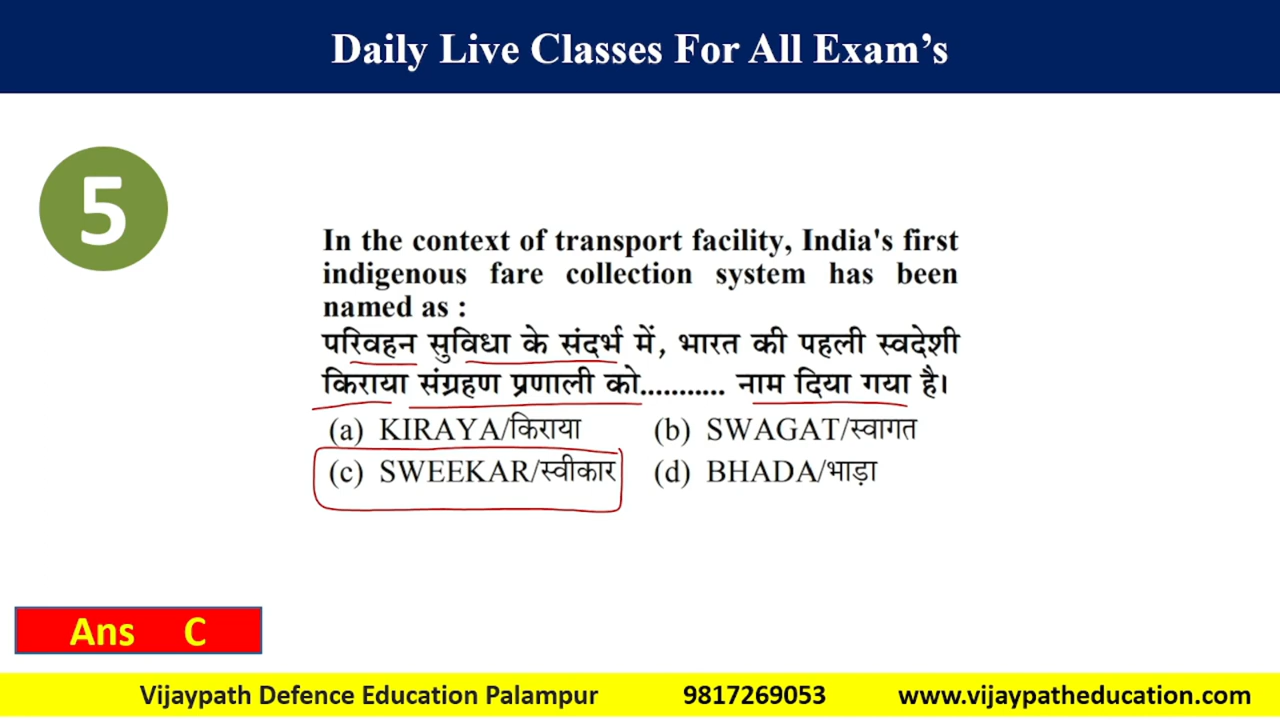 Daily Live Classes For All Exam’s
5
In the context of transport facility, India's first
indigenous fare collection system has been
named as :
परिवहन सुविधा के संदर्भ में, भारत की पहली स्वदेशी
किराया संग्रहण प्रणाली को........... नाम दिया गया है।
(a) KIRAYA/किराया (b) SWAGAT/स्वागत
(c) SWEEKAR/स्वीकार (d) BHADA/भाड़ा
Ans C
Vijaypath Defence Education Palampur 9817269053 www.vijaypatheducation.com